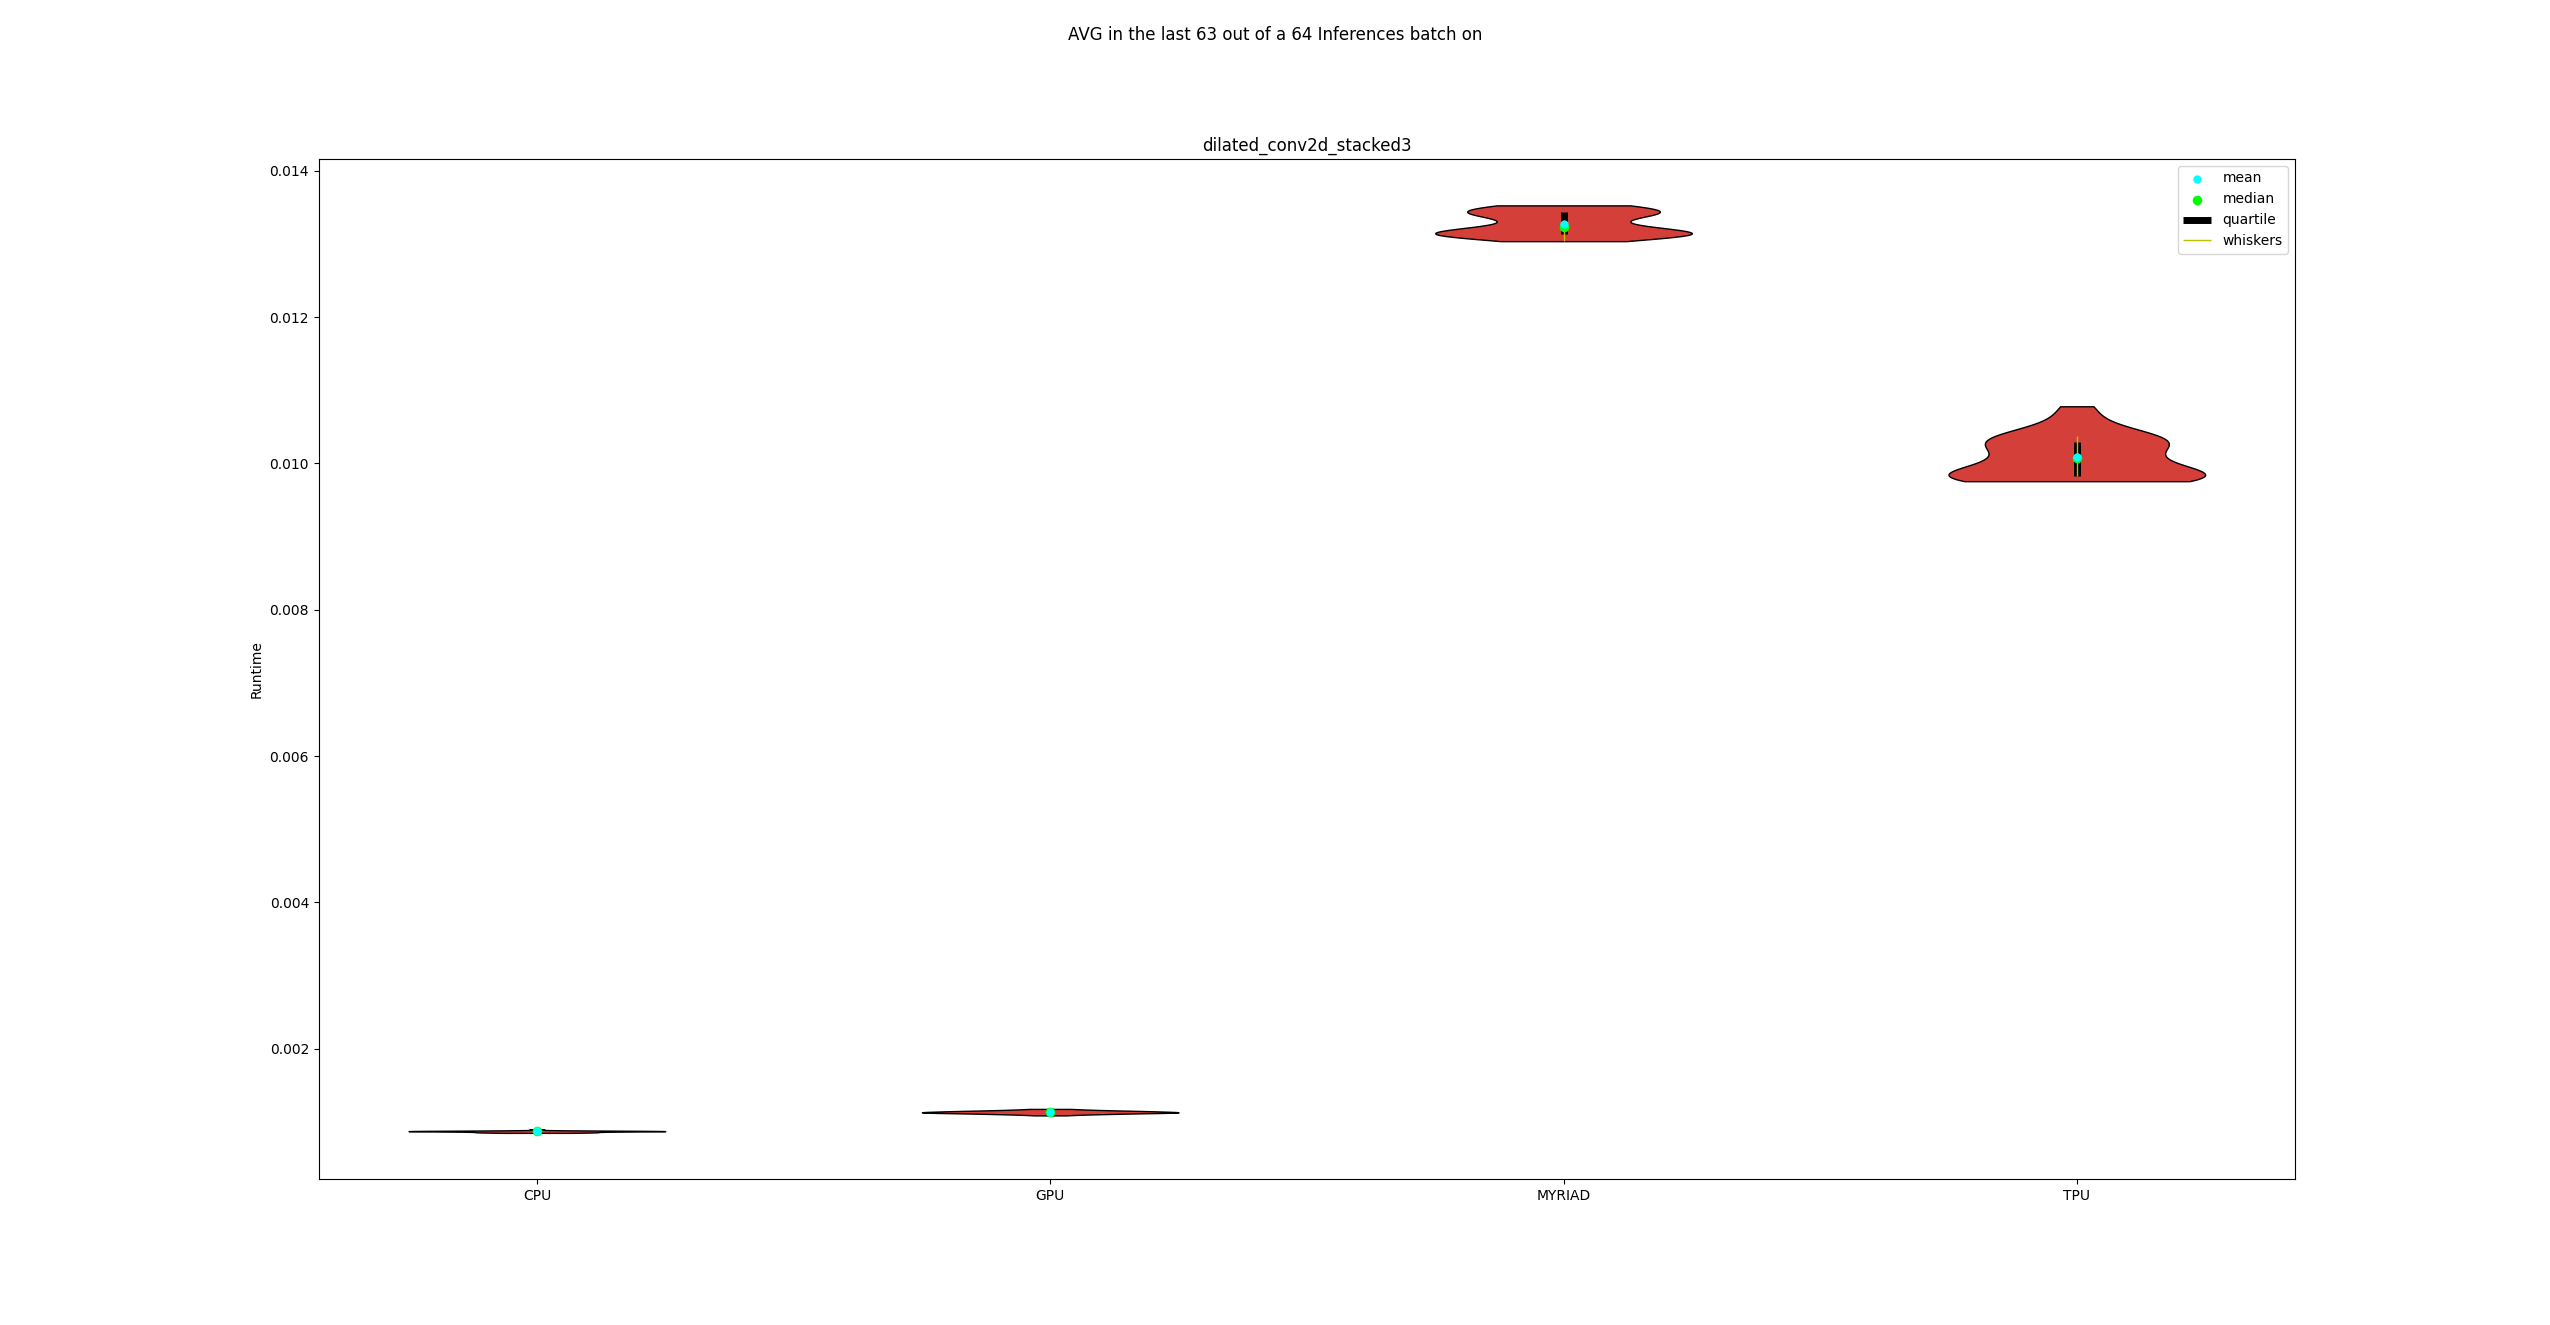 AVG in the last 63 out of a 64 Inferences batch on
dilated_conv2d_stacked3
mean
median
quartile
whiskers
0.014
0.012
0.010
0.008
0.006
0.004
0.002
Runtime
CPU
GPU
MYRIAD
TPU